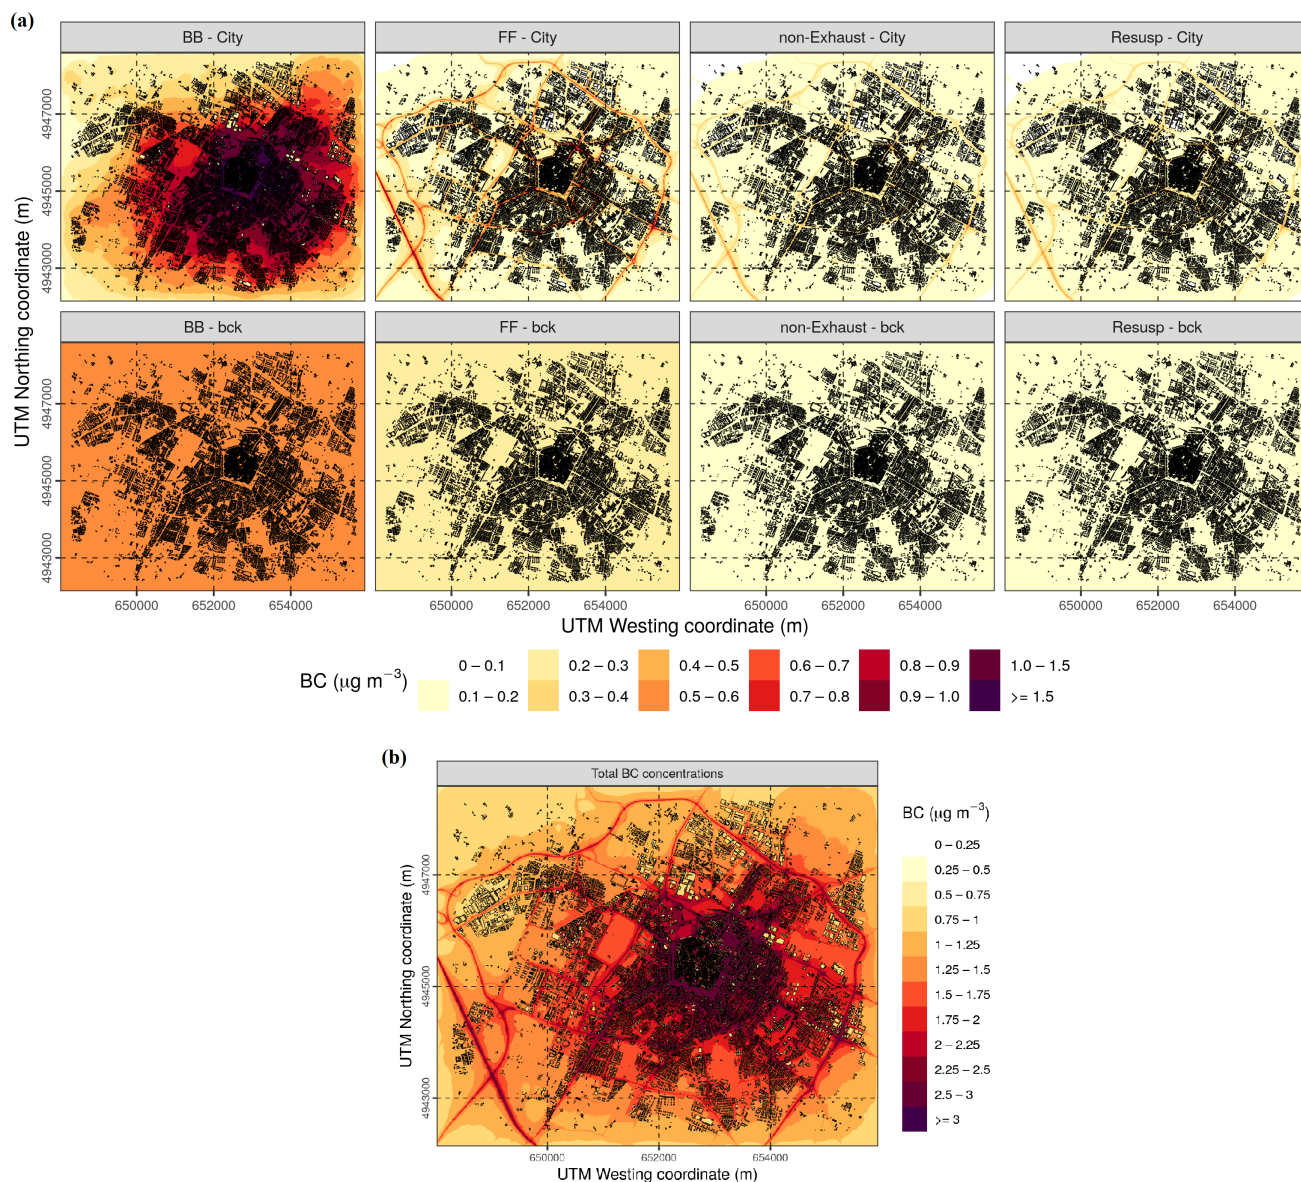 (a)
BB - City
FF - City
non-Exhaust - City
Resusp - City
4947000
4945000
4943000
BB - bck
FF - bck
non-Exhaust - bck
Resusp - bck
4947000
4945000
4943000
UTM Northing coordinate (m)
650000 652000 654000
650000 652000 654000
650000 652000 654000
650000 652000 654000
UTM Westing coordinate (m)
BC (μg m⁻³)
0 – 0.1
0.1 – 0.2
0.2 – 0.3
0.3 – 0.4
0.4 – 0.5
0.5 – 0.6
0.6 – 0.7
0.7 – 0.8
0.8 – 0.9
0.9 – 1.0
1.0 – 1.5
>= 1.5
(b)
Total BC concentrations
4947000
4945000
4943000
UTM Northing coordinate (m)
650000 652000 654000
UTM Westing coordinate (m)
BC (μg m⁻³)
0 – 0.25
0.25 – 0.5
0.5 – 0.75
0.75 – 1
1 – 1.25
1.25 – 1.5
1.5 – 1.75
1.75 – 2
2 – 2.25
2.25 – 2.5
2.5 – 3
>= 3